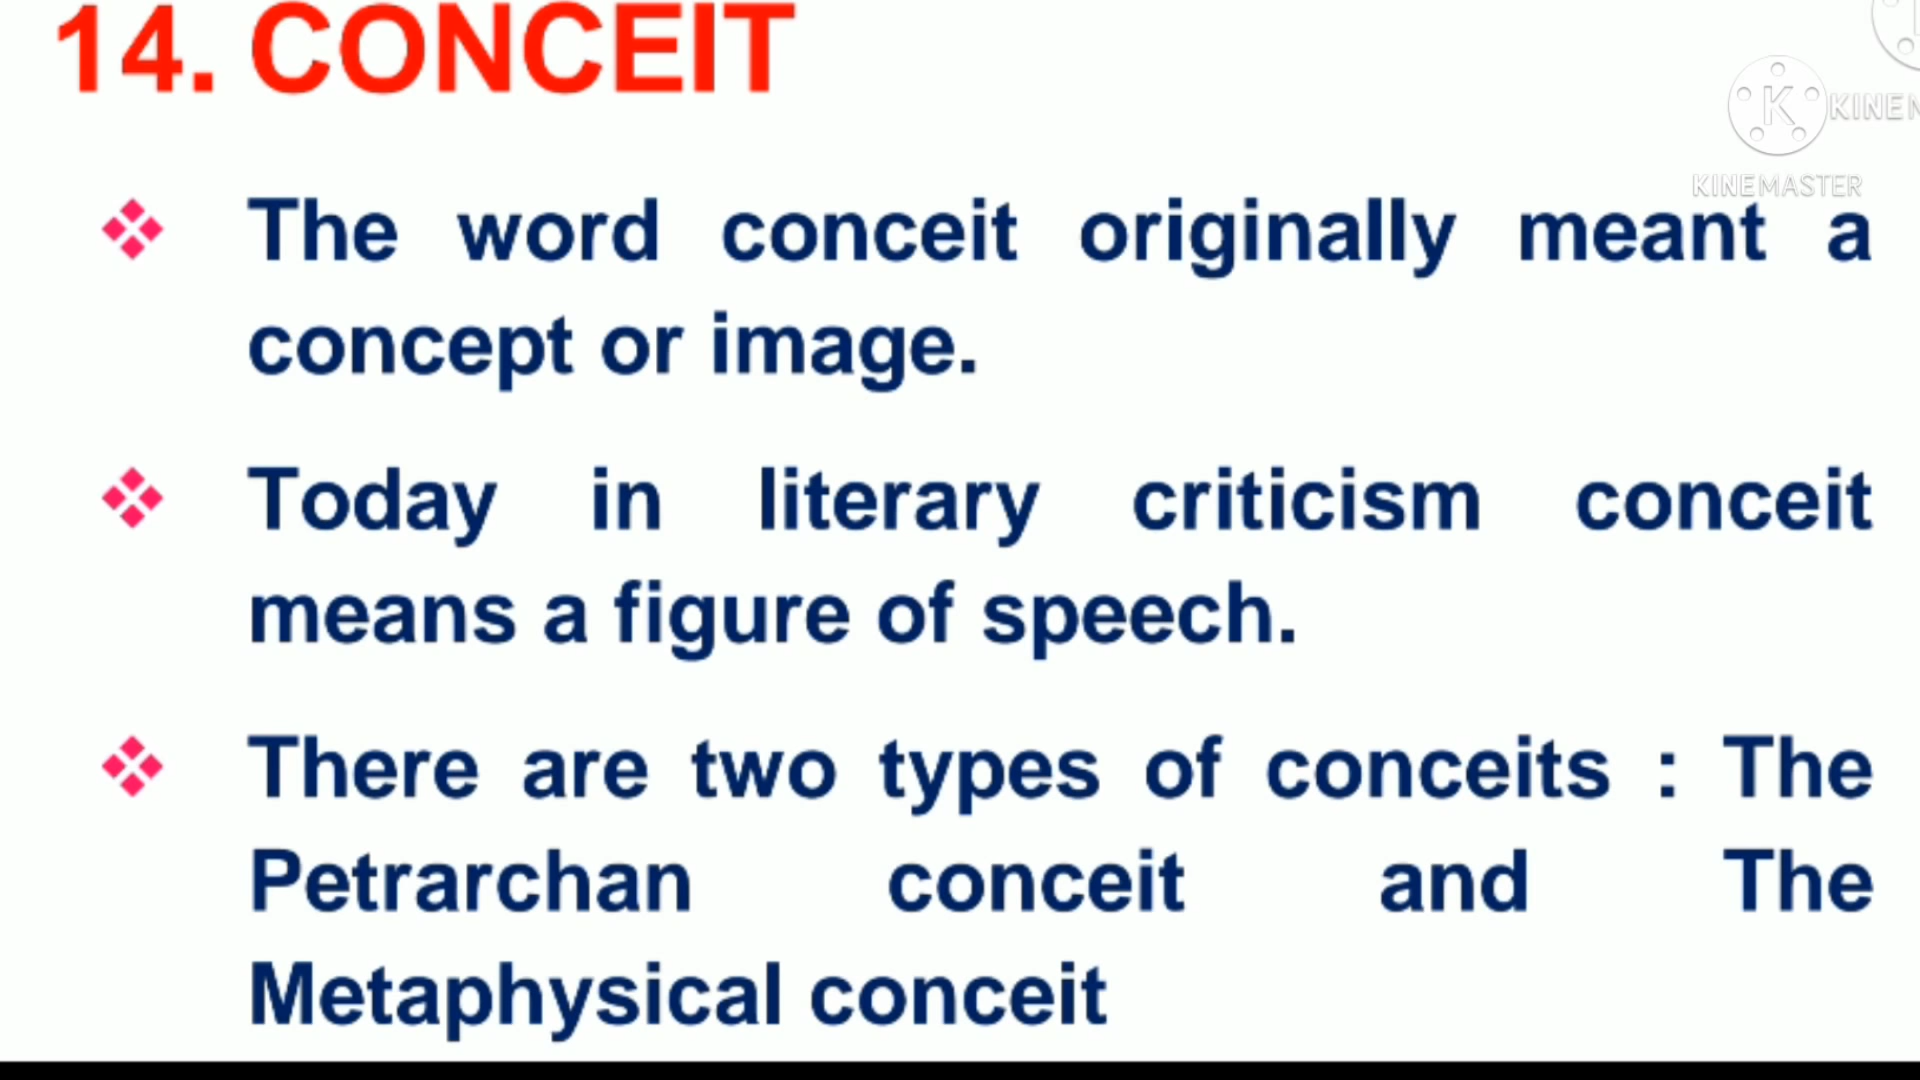 14. CONCEIT
KINEM
KINEMASTER
The word conceit originally meant a
concept or image.
Today in literary criticism conceit
means a figure of speech.
There are two types of conceits : The
Petrarchan conceit and The
Metaphysical conceit